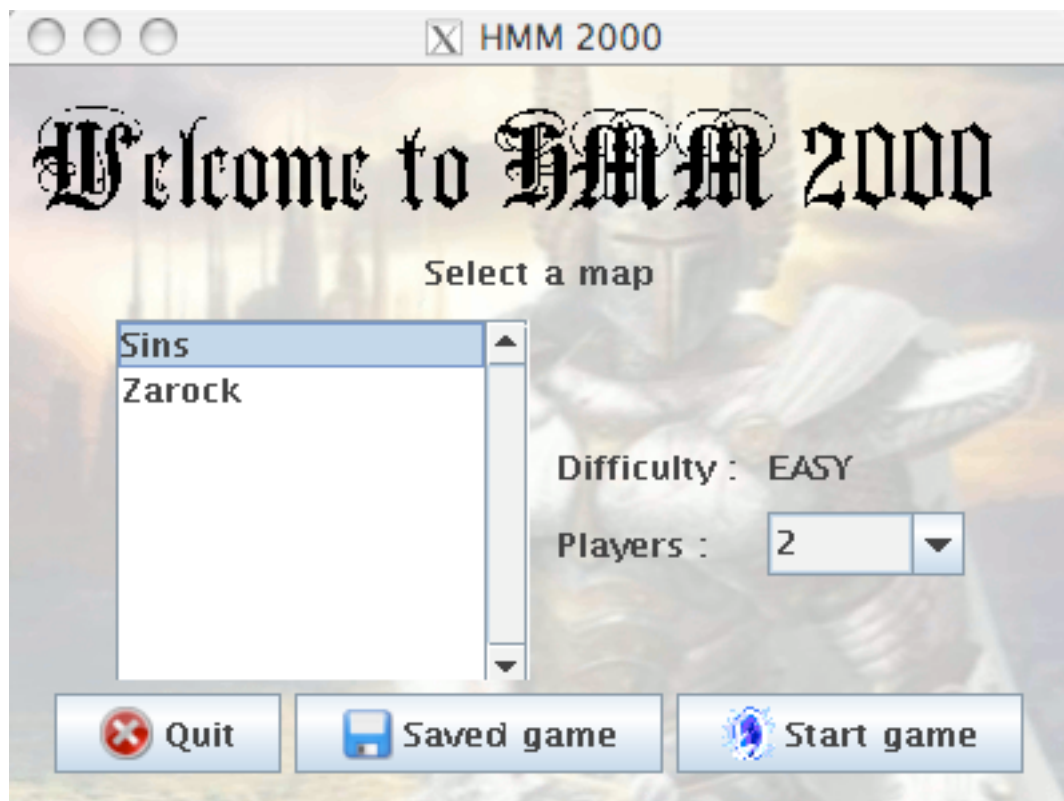 HMM 2000
Welcome to HMM 2000
Select a map
Sins
Zarock
Difficulty : EASY
Players : 2
Quit Saved game Start game